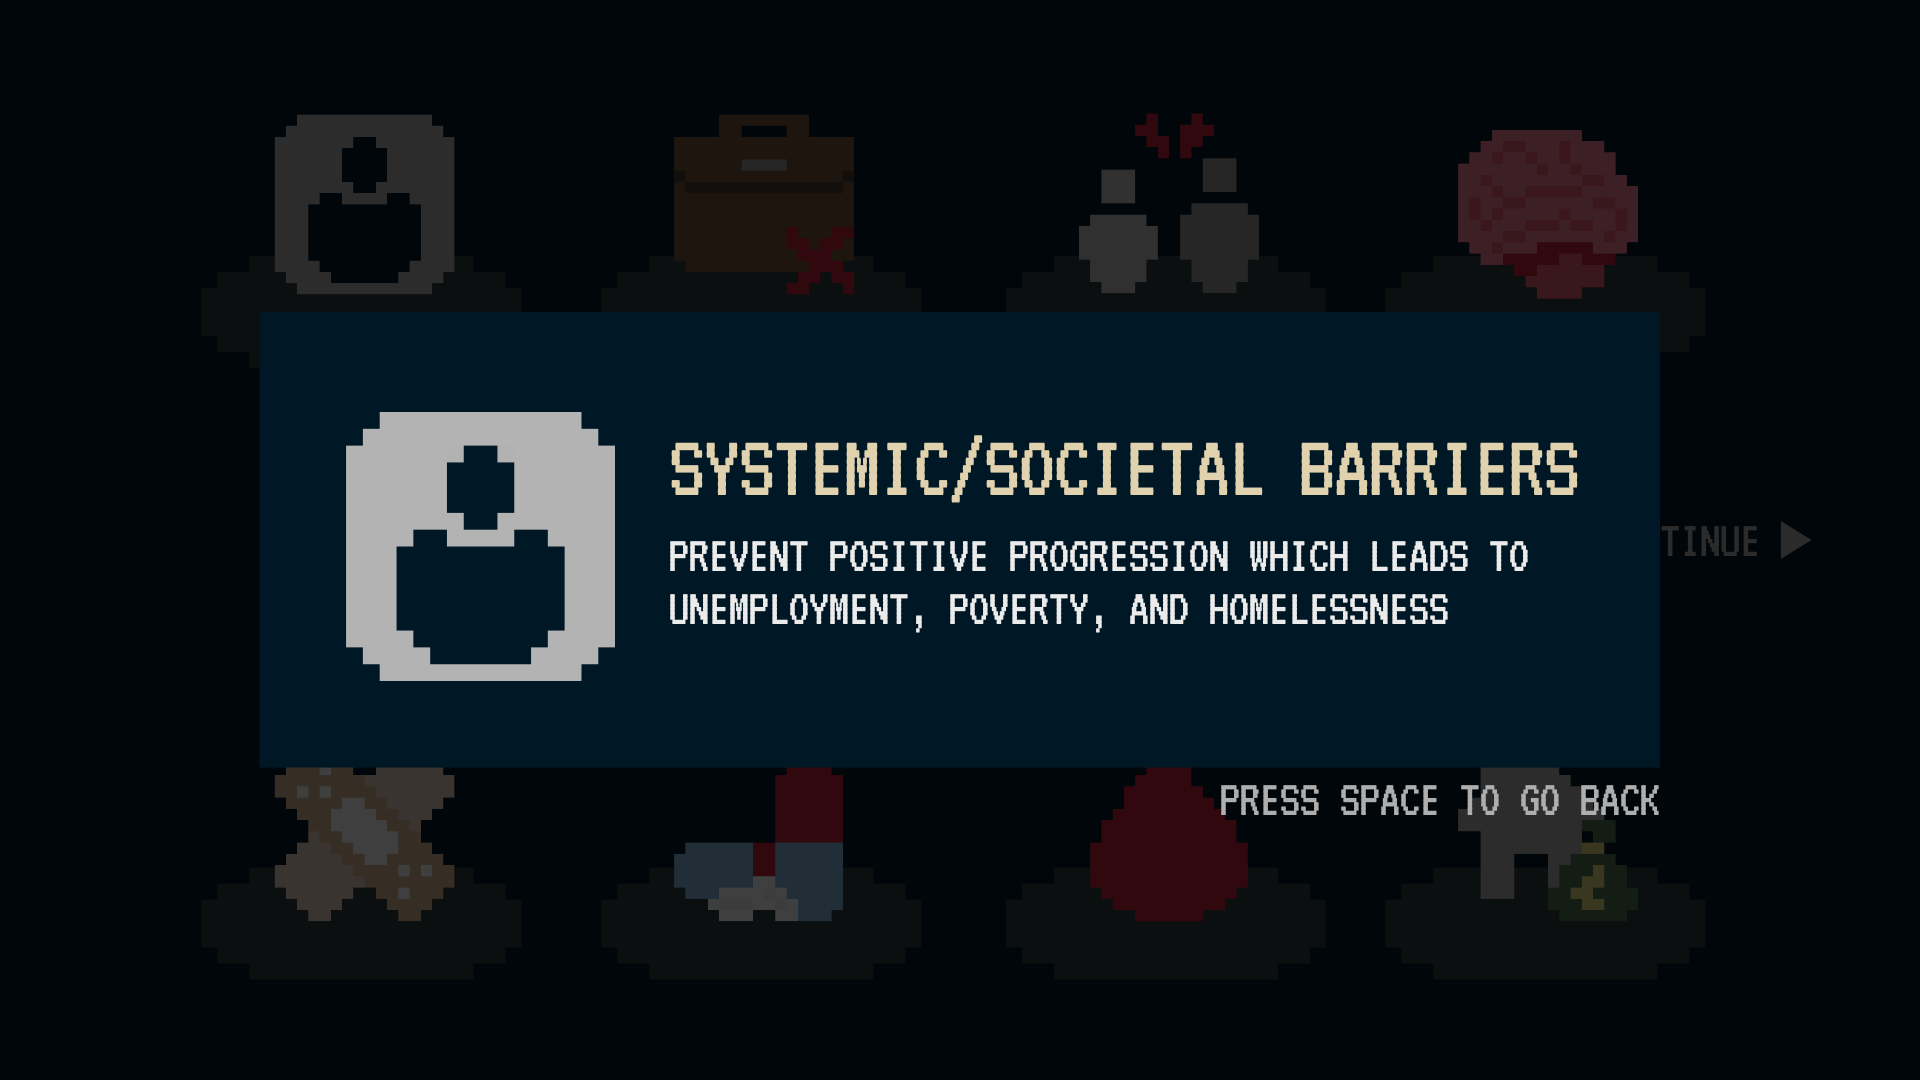 SYSTEMIC/SOCIETAL BARRIERS
PREVENT POSITIVE PROGRESSION WHICH LEADS TO
UNEMPLOYMENT, POVERTY, AND HOMELESSNESS
TINUE
PRESS SPACE TO GO BACK